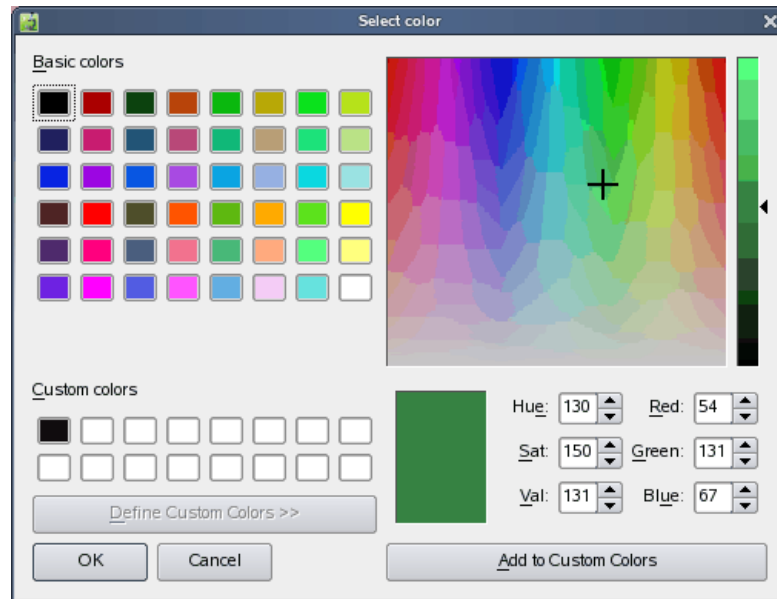 Select color
Basic colors
Custom colors
Define Custom Colors >>
OK Cancel
Hue: 130 Red: 54
Sat: 150 Green: 131
Val: 131 Blue: 67
Add to Custom Colors